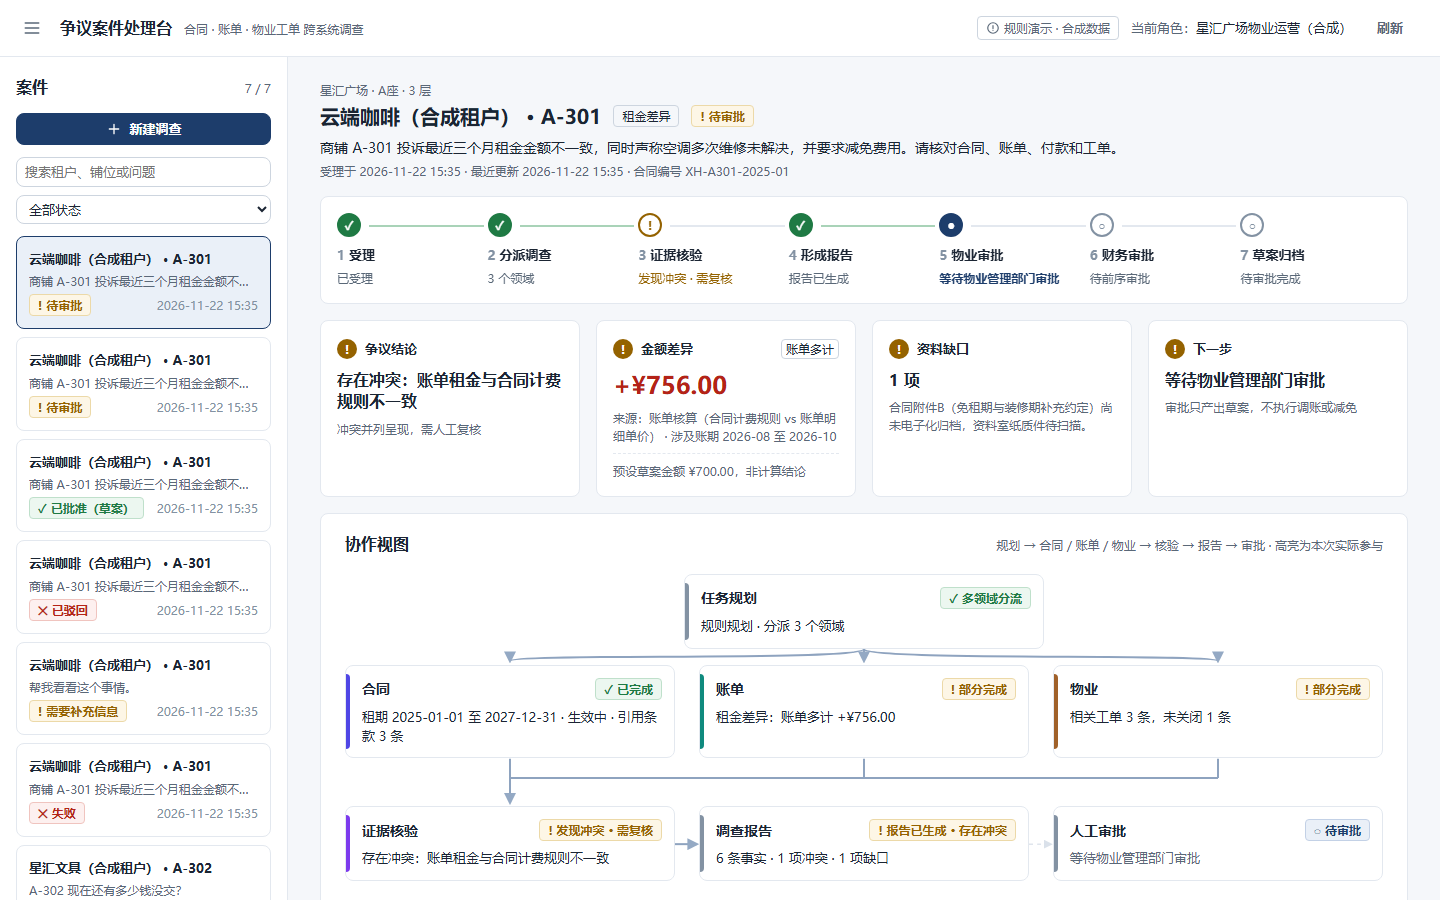 争议案件处理台
合同 · 账单 · 物业工单 跨系统调查
规则演示 · 合成数据
当前角色：星汇广场物业运营（合成）
刷新
案件
7 / 7
＋ 新建调查
搜索租户、铺位或问题
全部状态
云端咖啡（合成租户） • A-301
商铺 A-301 投诉最近三个月租金金额不...
! 待审批
2026-11-22 15:35
云端咖啡（合成租户） • A-301
商铺 A-301 投诉最近三个月租金金额不...
! 待审批
2026-11-22 15:35
云端咖啡（合成租户） • A-301
商铺 A-301 投诉最近三个月租金金额不...
✓ 已批准（草案）
2026-11-22 15:35
云端咖啡（合成租户） • A-301
商铺 A-301 投诉最近三个月租金金额不...
✕ 已驳回
2026-11-22 15:35
云端咖啡（合成租户） • A-301
帮我看看这个事情。
! 需要补充信息
2026-11-22 15:35
云端咖啡（合成租户） • A-301
商铺 A-301 投诉最近三个月租金金额不...
✕ 失败
2026-11-22 15:35
星汇文具（合成租户） • A-302
A-302 现在还有多少钱没交？
星汇广场 · A座 · 3 层
云端咖啡（合成租户） • A-301
租金差异
! 待审批
商铺 A-301 投诉最近三个月租金金额不一致，同时声称空调多次维修未解决，并要求减免费用。请核对合同、账单、付款和工单。
受理于 2026-11-22 15:35 · 最近更新 2026-11-22 15:35 · 合同编号 XH-A301-2025-01
1 受理
已受理
2 分派调查
3 个领域
3 证据核验
发现冲突 · 需复核
4 形成报告
报告已生成
5 物业审批
等待物业管理部门审批
6 财务审批
待前序审批
7 草案归档
待审批完成
! 争议结论
存在冲突：账单租金与合同计费
规则不一致
冲突并列呈现，需人工复核
! 金额差异
账单多计
+¥756.00
来源：账单核算（合同计费规则 vs 账单明
细单价） · 涉及账期 2026-08 至 2026-10
预设草案金额 ¥700.00，非计算结论
! 资料缺口
1 项
合同附件B（免租期与装修期补充约定）尚
未电子化归档，资料室纸质件待扫描。
! 下一步
等待物业管理部门审批
审批只产出草案，不执行调账或减免
协作视图
规划 → 合同 / 账单 / 物业 → 核验 → 报告 → 审批 · 高亮为本次实际参与
任务规划
✓ 多领域分流
规则规划 · 分派 3 个领域
合同
✓ 已完成
租期 2025-01-01 至 2027-12-31 · 生效中 · 引用条
款 3 条
账单
! 部分完成
租金差异：账单多计 +¥756.00
物业
! 部分完成
相关工单 3 条，未关闭 1 条
证据核验
! 发现冲突 • 需复核
存在冲突：账单租金与合同计费规则不一致
调查报告
! 报告已生成 • 存在冲突
6 条事实 · 1 项冲突 · 1 项缺口
人工审批
○ 待审批
等待物业管理部门审批